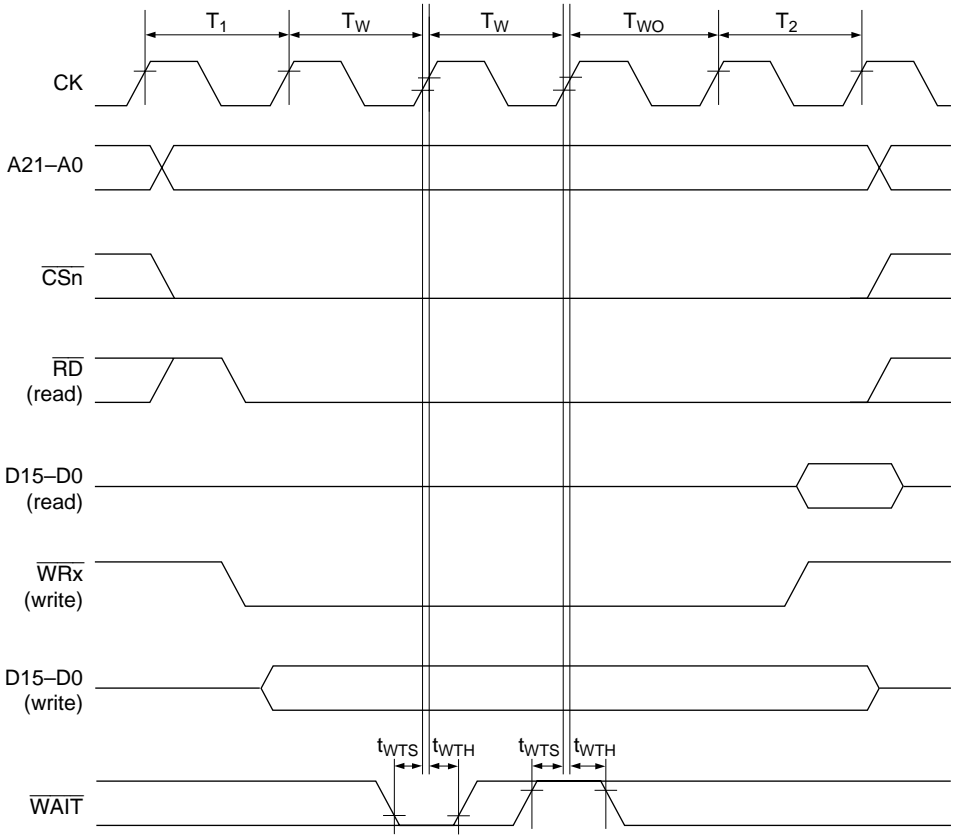 T1 TW TW TWO T2
CK
A21–A0
CSn
RD
(read)
D15–D0
(read)
WRx
(write)
D15–D0
(write)
tWTS tWTH tWTS tWTH
WAIT